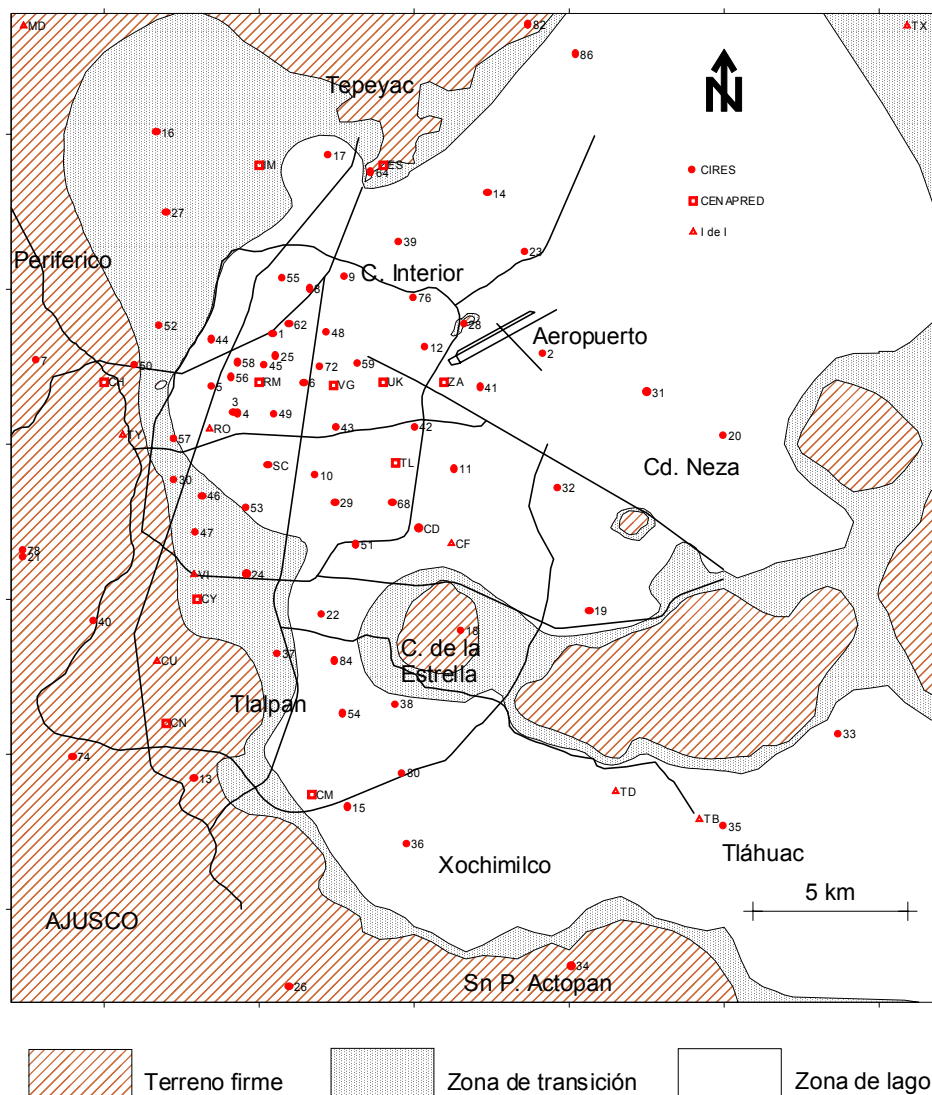 MD
82
TX
86
Tepeyac
N
16
17
IM
ES
64
CIRES
CENAPRED
I de I
14
27
39
23
Periferico
C. Interior
55
9
8
76
52
62
28
Aeropuerto
44
1
48
12
2
7
50
58
45
25
72
59
CH
56
5
RM
6
VG
UK
ZA
41
31
3
4
49
TY
RO
43
42
20
57
Cd. Neza
SC
TL
11
30
10
46
53
29
68
32
47
CD
78
21
51
CF
VI
24
CY
40
22
19
18
CU
37
84
C. de la
Estrella
Tlalpan
38
CN
54
33
74
13
80
CM
15
TD
TB
35
36
Xochimilco
Tláhuac
5 km
AJUSCO
34
Sn P. Actopan
26
Terreno firme
Zona de transición
Zona de lago